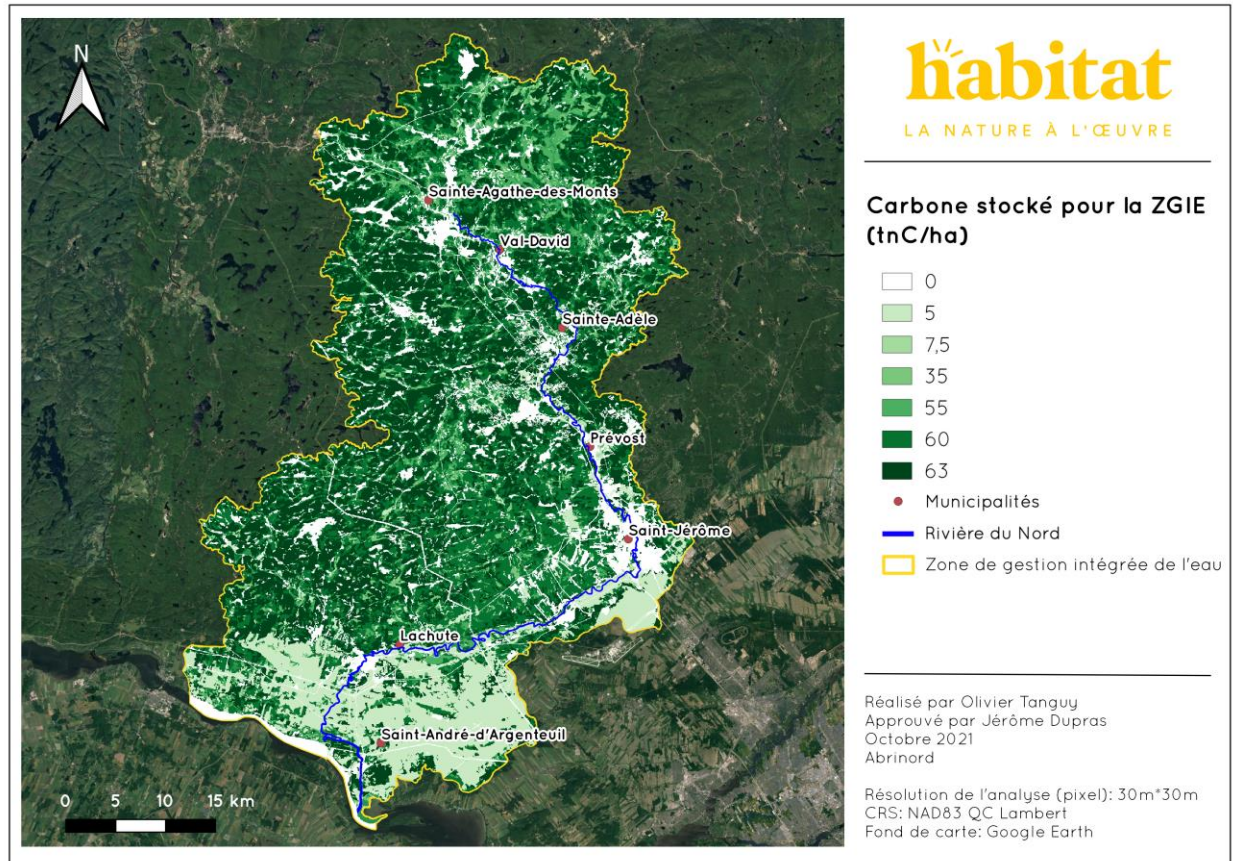 N
Sainte-Agathe-des-Monts
Val-David
Sainte-Adèle
Prévost
Saint-Jérôme
Lachute
Saint-André-d'Argenteuil
0 5 10 15 km
habitat
LA NATURE À L'ŒUVRE
Carbone stocké pour la ZGIE
(tnC/ha)
0
5
7,5
35
55
60
63
Municipalités
Rivière du Nord
Zone de gestion intégrée de l'eau
Réalisé par Olivier Tanguy
Approuvé par Jérôme Dupras
Octobre 2021
Abrinord
Résolution de l'analyse (pixel): 30m*30m
CRS: NAD83 QC Lambert
Fond de carte: Google Earth